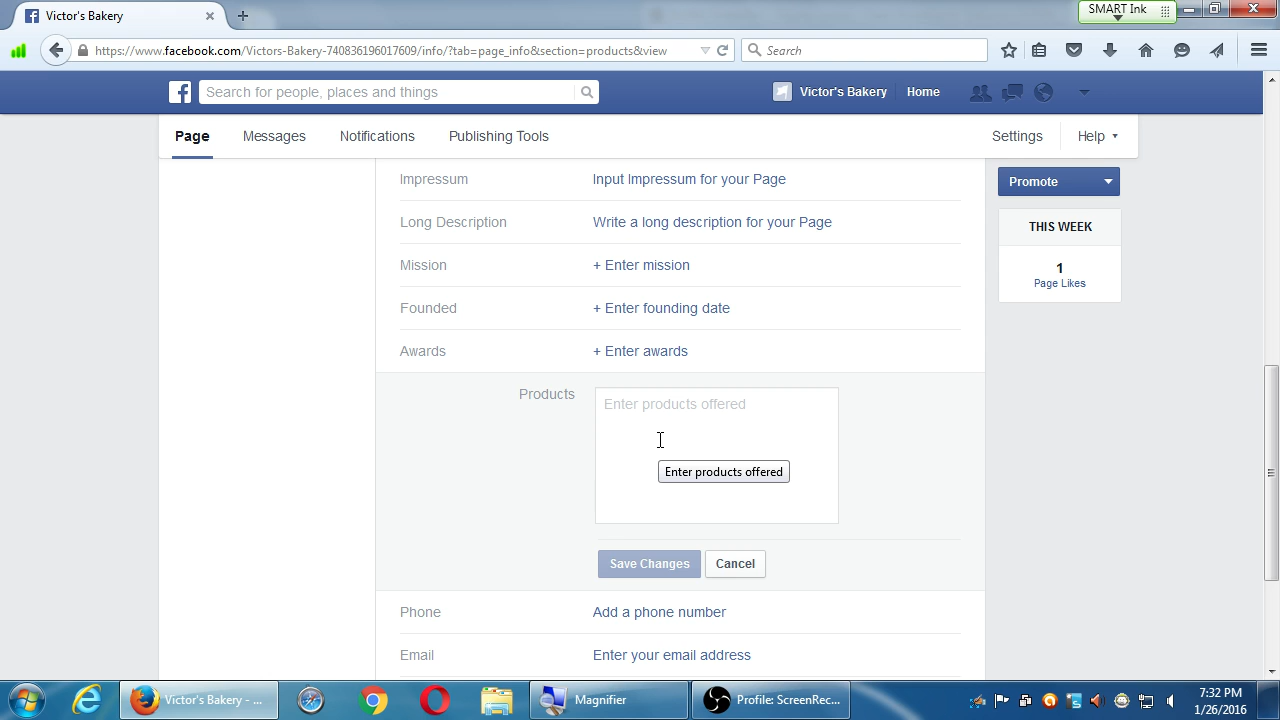 Victor's Bakery
SMART Ink
https://www.facebook.com/Victors-Bakery-740836196017609/info/?tab=page_info&section=products&view
Search
Search for people, places and things
Victor's Bakery
Home
Page
Messages
Notifications
Publishing Tools
Settings
Help
Impressum
Input Impressum for your Page
Promote
Long Description
Write a long description for your Page
THIS WEEK
Mission
+ Enter mission
1
Page Likes
Founded
+ Enter founding date
Awards
+ Enter awards
Products
Enter products offered
Enter products offered
Save Changes
Cancel
Phone
Add a phone number
Email
Enter your email address
Victor's Bakery - ...
Magnifier
Profile: ScreenRec...
7:32 PM
1/26/2016